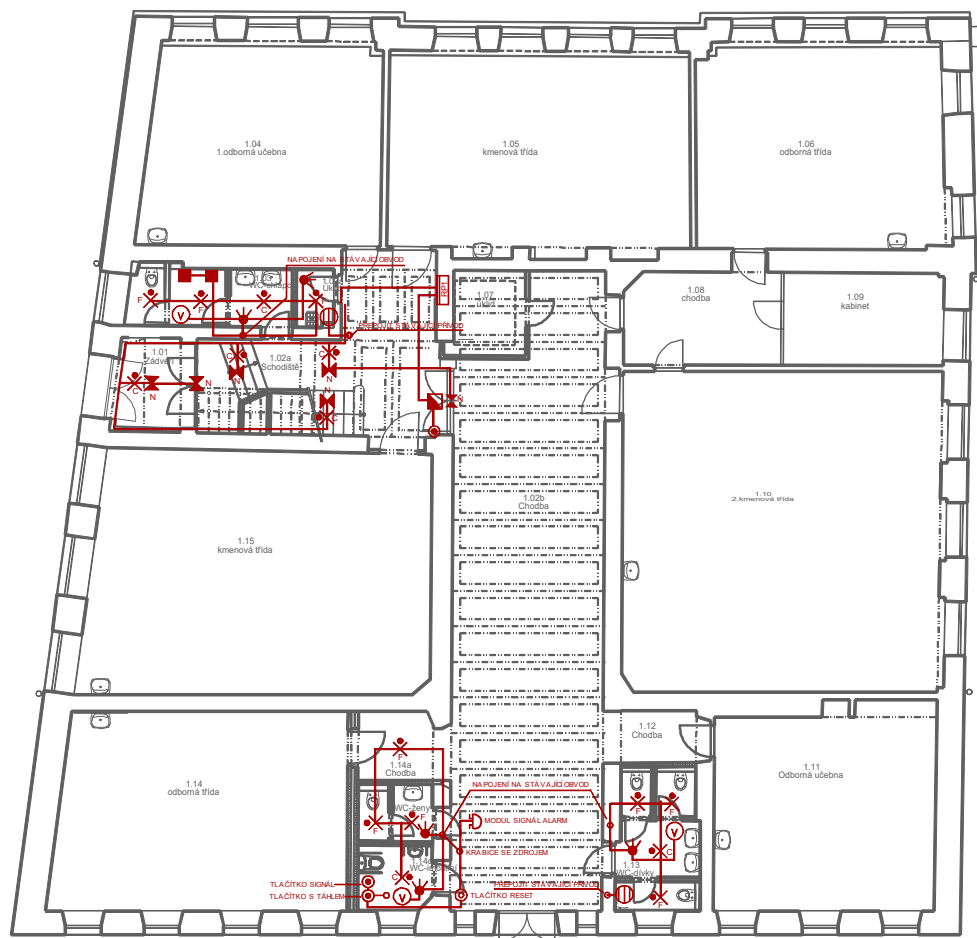 1.04
1.odborná učebna
1.05
kmenová třída
1.06
odborná třída
NAPOJENÍ NA STÁVAJÍCÍ OBVOD
1.08
chodba
1.09
kabinet
RP1
1.07
F
F
C
F
V
PŘEPOJIT STÁVAJÍCÍ PŘÍVOD
1.01
Zádveří
1.02a
Schodiště
C
C
N
N
N
N
N
C
1.02b
Chodba
1.10
2.kmenová třída
1.15
kmenová třída
1.12
Chodba
1.14
odborná třída
1.14a
Chodba
F
1.11
Odborná učebna
NAPOJENÍ NA STÁVAJÍCÍ OBVOD
WC-ženy
F
F
F
F
MODUL SIGNÁL ALARM
V
KRABICE SE ZDROJEM
C
1.13
WC-dívky
C
TLAČÍTKO SIGNÁL
TLAČÍTKO S TÁHLEM
V
TLAČÍTKO RESET
PŘEPOJIT STÁVAJÍCÍ PŘÍVOD
F